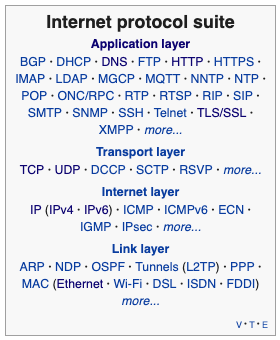 Internet protocol suite
Application layer
BGP · DHCP · DNS · FTP · HTTP · HTTPS ·
IMAP · LDAP · MGCP · MQTT · NNTP · NTP ·
POP · ONC/RPC · RTP · RTSP · RIP · SIP ·
SMTP · SNMP · SSH · Telnet · TLS/SSL ·
XMPP · more...
Transport layer
TCP · UDP · DCCP · SCTP · RSVP · more...
Internet layer
IP (IPv4 · IPv6) · ICMP · ICMPv6 · ECN ·
IGMP · IPsec · more...
Link layer
ARP · NDP · OSPF · Tunnels (L2TP) · PPP ·
MAC (Ethernet · Wi-Fi · DSL · ISDN · FDDI)
more...
V · T · E